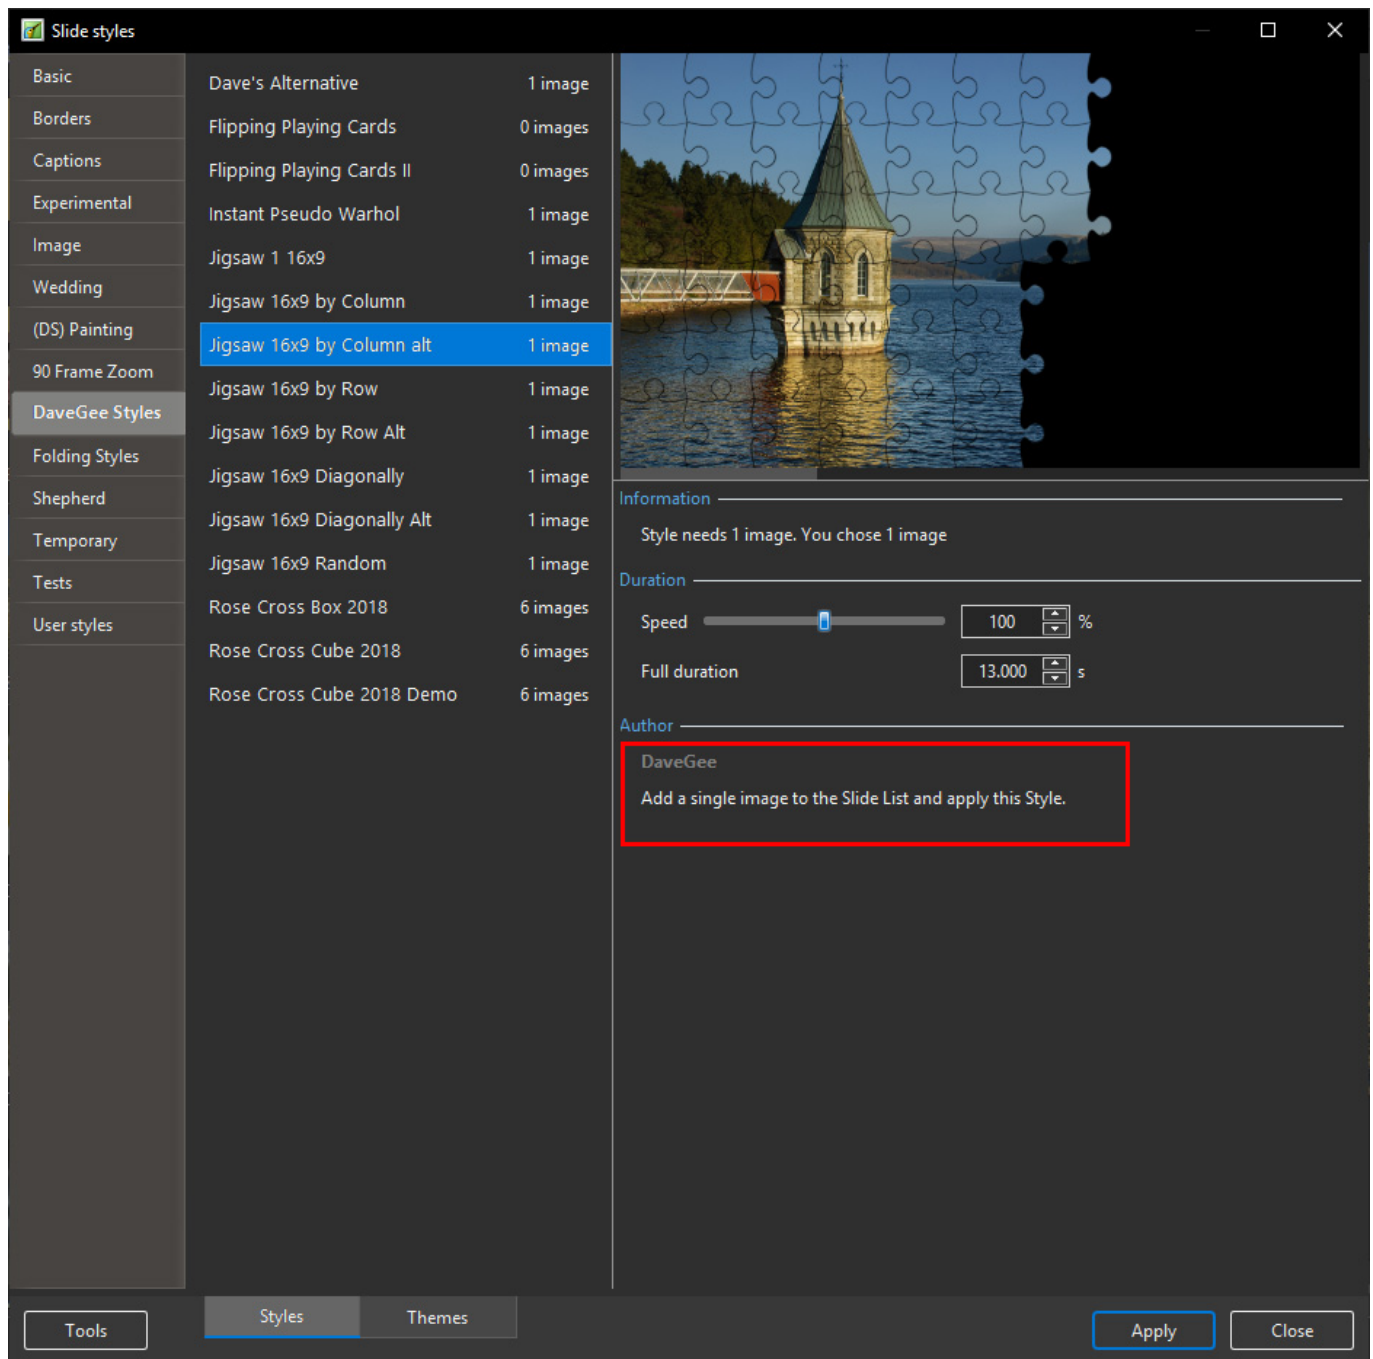 Slide styles
Basic
Borders
Captions
Experimental
Image
Wedding
(DS) Painting
90 Frame Zoom
DaveGee Styles
Folding Styles
Shepherd
Temporary
Tests
User styles
Dave's Alternative 1 image
Flipping Playing Cards 0 images
Flipping Playing Cards II 0 images
Instant Pseudo Warhol 1 image
Jigsaw 1 16x9 1 image
Jigsaw 16x9 by Column 1 image
Jigsaw 16x9 by Column alt 1 image
Jigsaw 16x9 by Row 1 image
Jigsaw 16x9 by Row Alt 1 image
Jigsaw 16x9 Diagonally 1 image
Jigsaw 16x9 Diagonally Alt 1 image
Jigsaw 16x9 Random 1 image
Rose Cross Box 2018 6 images
Rose Cross Cube 2018 6 images
Rose Cross Cube 2018 Demo 6 images
Information
Style needs 1 image. You chose 1 image
Duration
Speed 100 %
Full duration 13.000 s
Author
DaveGee
Add a single image to the Slide List and apply this Style.
Tools
Styles
Themes
Apply
Close